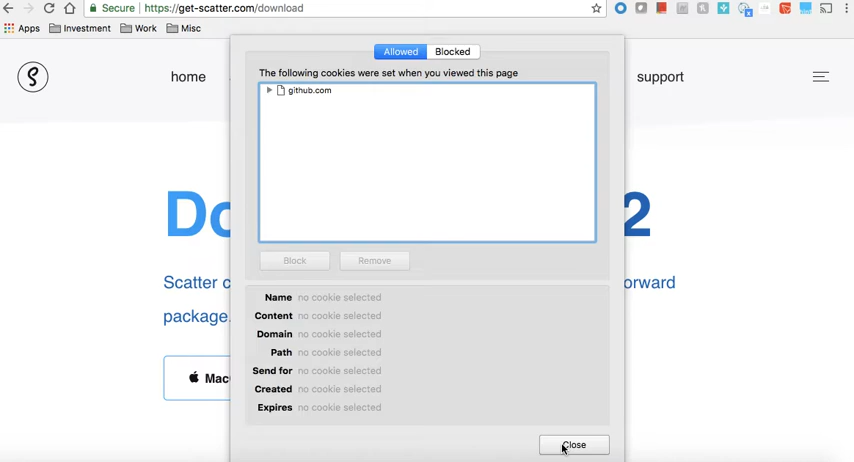 Secure | https://get-scatter.com/download
Apps Investment Work Misc
Allowed Blocked
The following cookies were set when you viewed this page
home
support
github.com
Block Remove
Name no cookie selected
Content no cookie selected
Domain no cookie selected
Path no cookie selected
Send for no cookie selected
Created no cookie selected
Expires no cookie selected
Close
Do
2
Scatter c
orward
package.
Mac